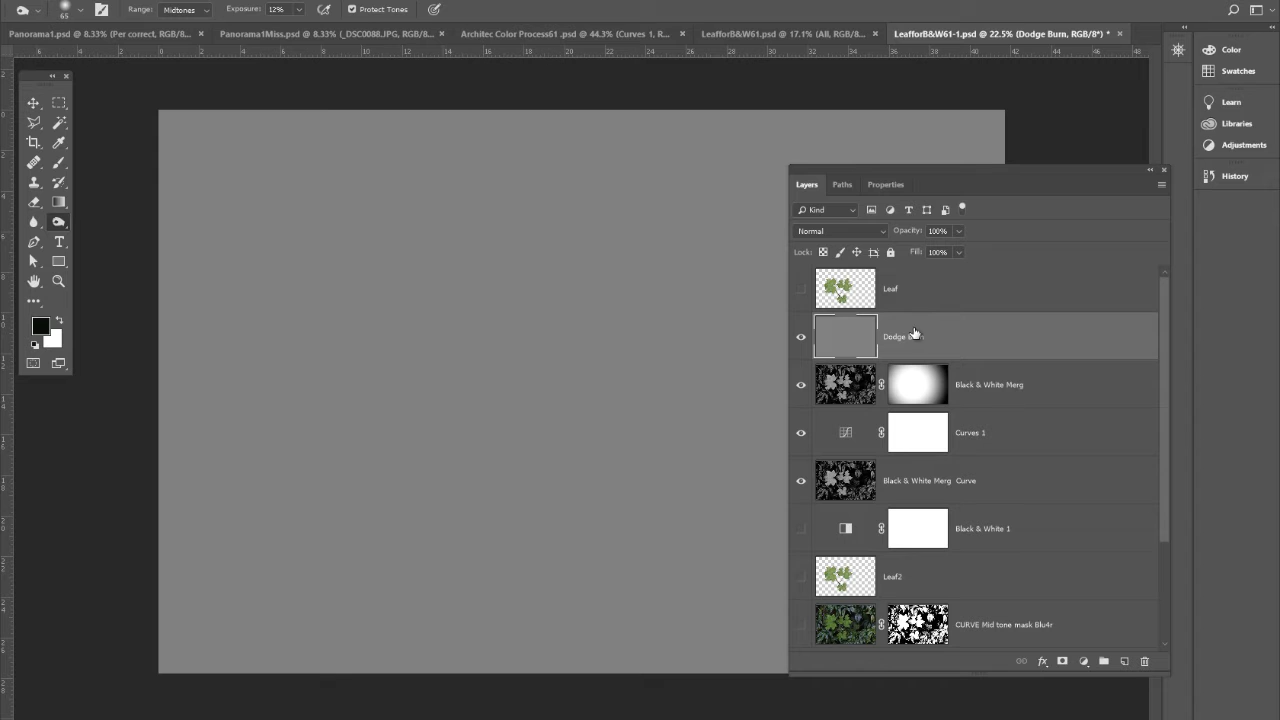 65 Range: Midtones Exposure: 12% Protect Tones
Panorama1.psd @ 8.33% (Per correct, RGB/8... × Panorama1Miss.psd @ 8.33% (_DSC0088.JPG, RGB/8... × Architec Color Process61 .psd @ 44.3% (Curves 1, R... × LeafforB&W61.psd @ 17.1% (All, RGB/8... × LeafforB&W61-1.psd @ 22.5% (Dodge Burn, RGB/8*) * ×
Color
Swatches
Learn
Libraries
Adjustments
History
Layers Paths Properties
Kind
Normal Opacity: 100%
Lock: Fill: 100%
Leaf
Dodge
Black & White Merg
Curves 1
Black & White Merg Curve
Black & White 1
Leaf2
CURVE Mid tone mask Blu4r
fx